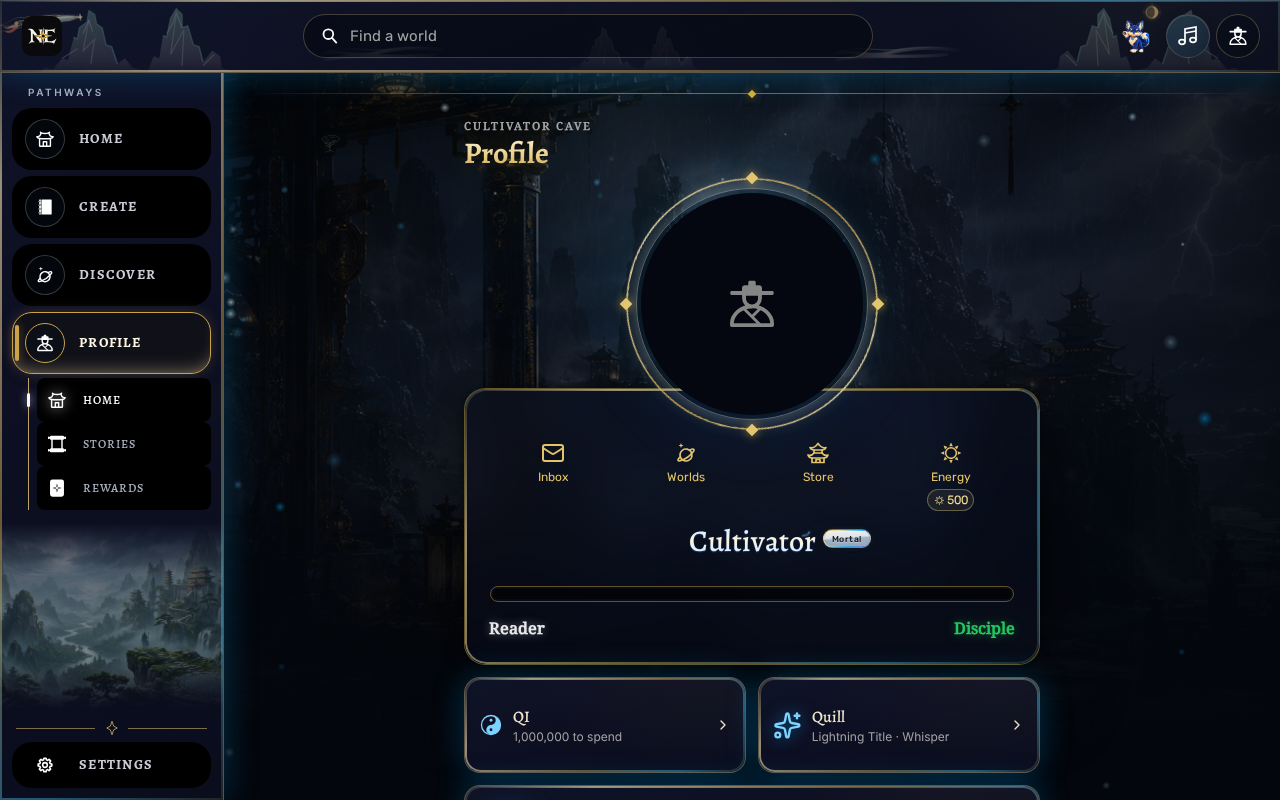 NE
Find a world
PATHWAYS
HOME
CREATE
DISCOVER
PROFILE
HOME
STORIES
REWARDS
SETTINGS
CULTIVATOR CAVE
Profile
Inbox
Worlds
Store
Energy
500
Cultivator
Mortal
Reader
Disciple
QI
1,000,000 to spend
Quill
Lightning Title · Whisper